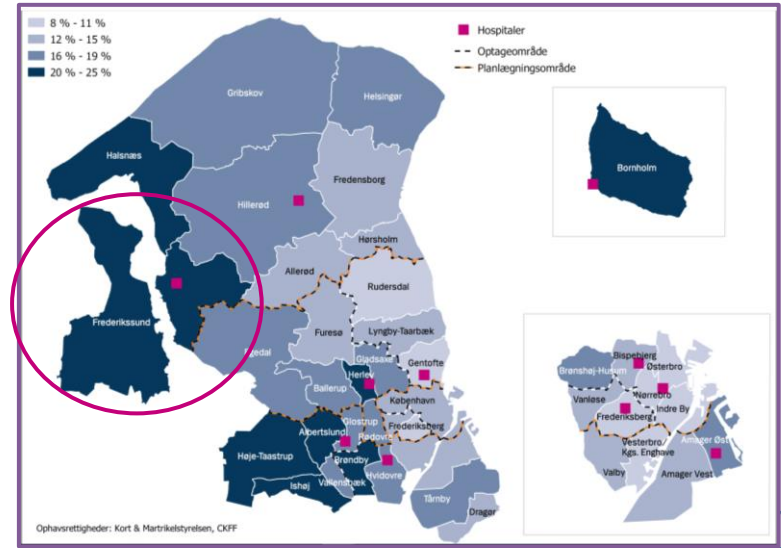 8 % - 11 %
12 % - 15 %
16 % - 19 %
20 % - 25 %
Hospitaler
Optageområde
Planlægningsområde
Gribskov
Helsingør
Halsnæs
Fredensborg
Hillerød
Hørsholm
Allerød
Rudersdal
Frederikssund
Furesø
Lyngby-Taarbæk
Egedal
Gladsaxe
Gentofte
Ballerup
Herlev
København
Glostrup
Frederiksberg
Albertslund
Rødovre
Høje-Taastrup
Brøndby
Ishøj
Vallensbæk
Hvidovre
Tårnby
Dragør
Bornholm
Bispebjerg
Brønshøj-Husum
Østerbro
Vanløse
Nørrebro
Frederiksberg
Indre By
Vesterbro
Kgs. Enghave
Amager Øst
Valby
Amager Vest
Ophavsrettigheder: Kort & Martrikelstyrelsen, CKFF